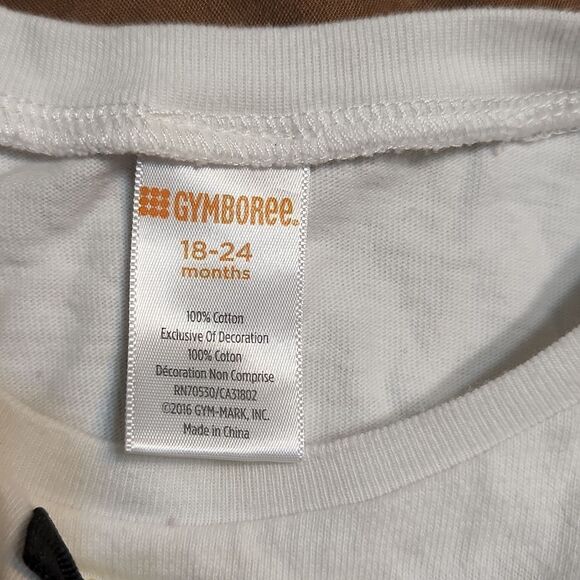 GYMBOREE
18-24
months
100% Cotton
Exclusive Of Decoration
100% Coton
Décoration Non Comprise
RN70530/CA31802
©2016 GYM-MARK, INC.
Made in China